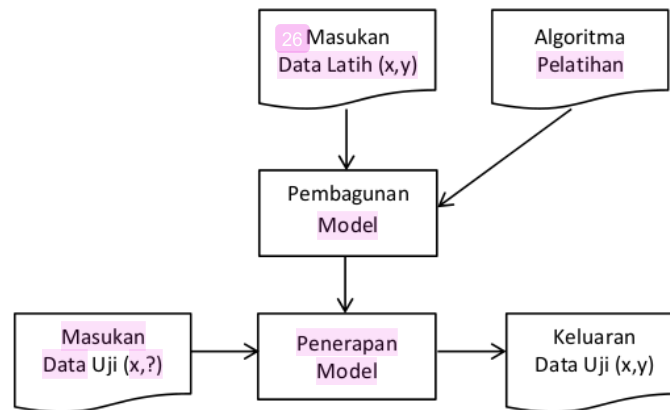 26 Masukan
Data Latih (x,y)
Algoritma
Pelatihan
Pembagunan
Model
Masukan
Data Uji (x,?)
Penerapan
Model
Keluaran
Data Uji (x,y)